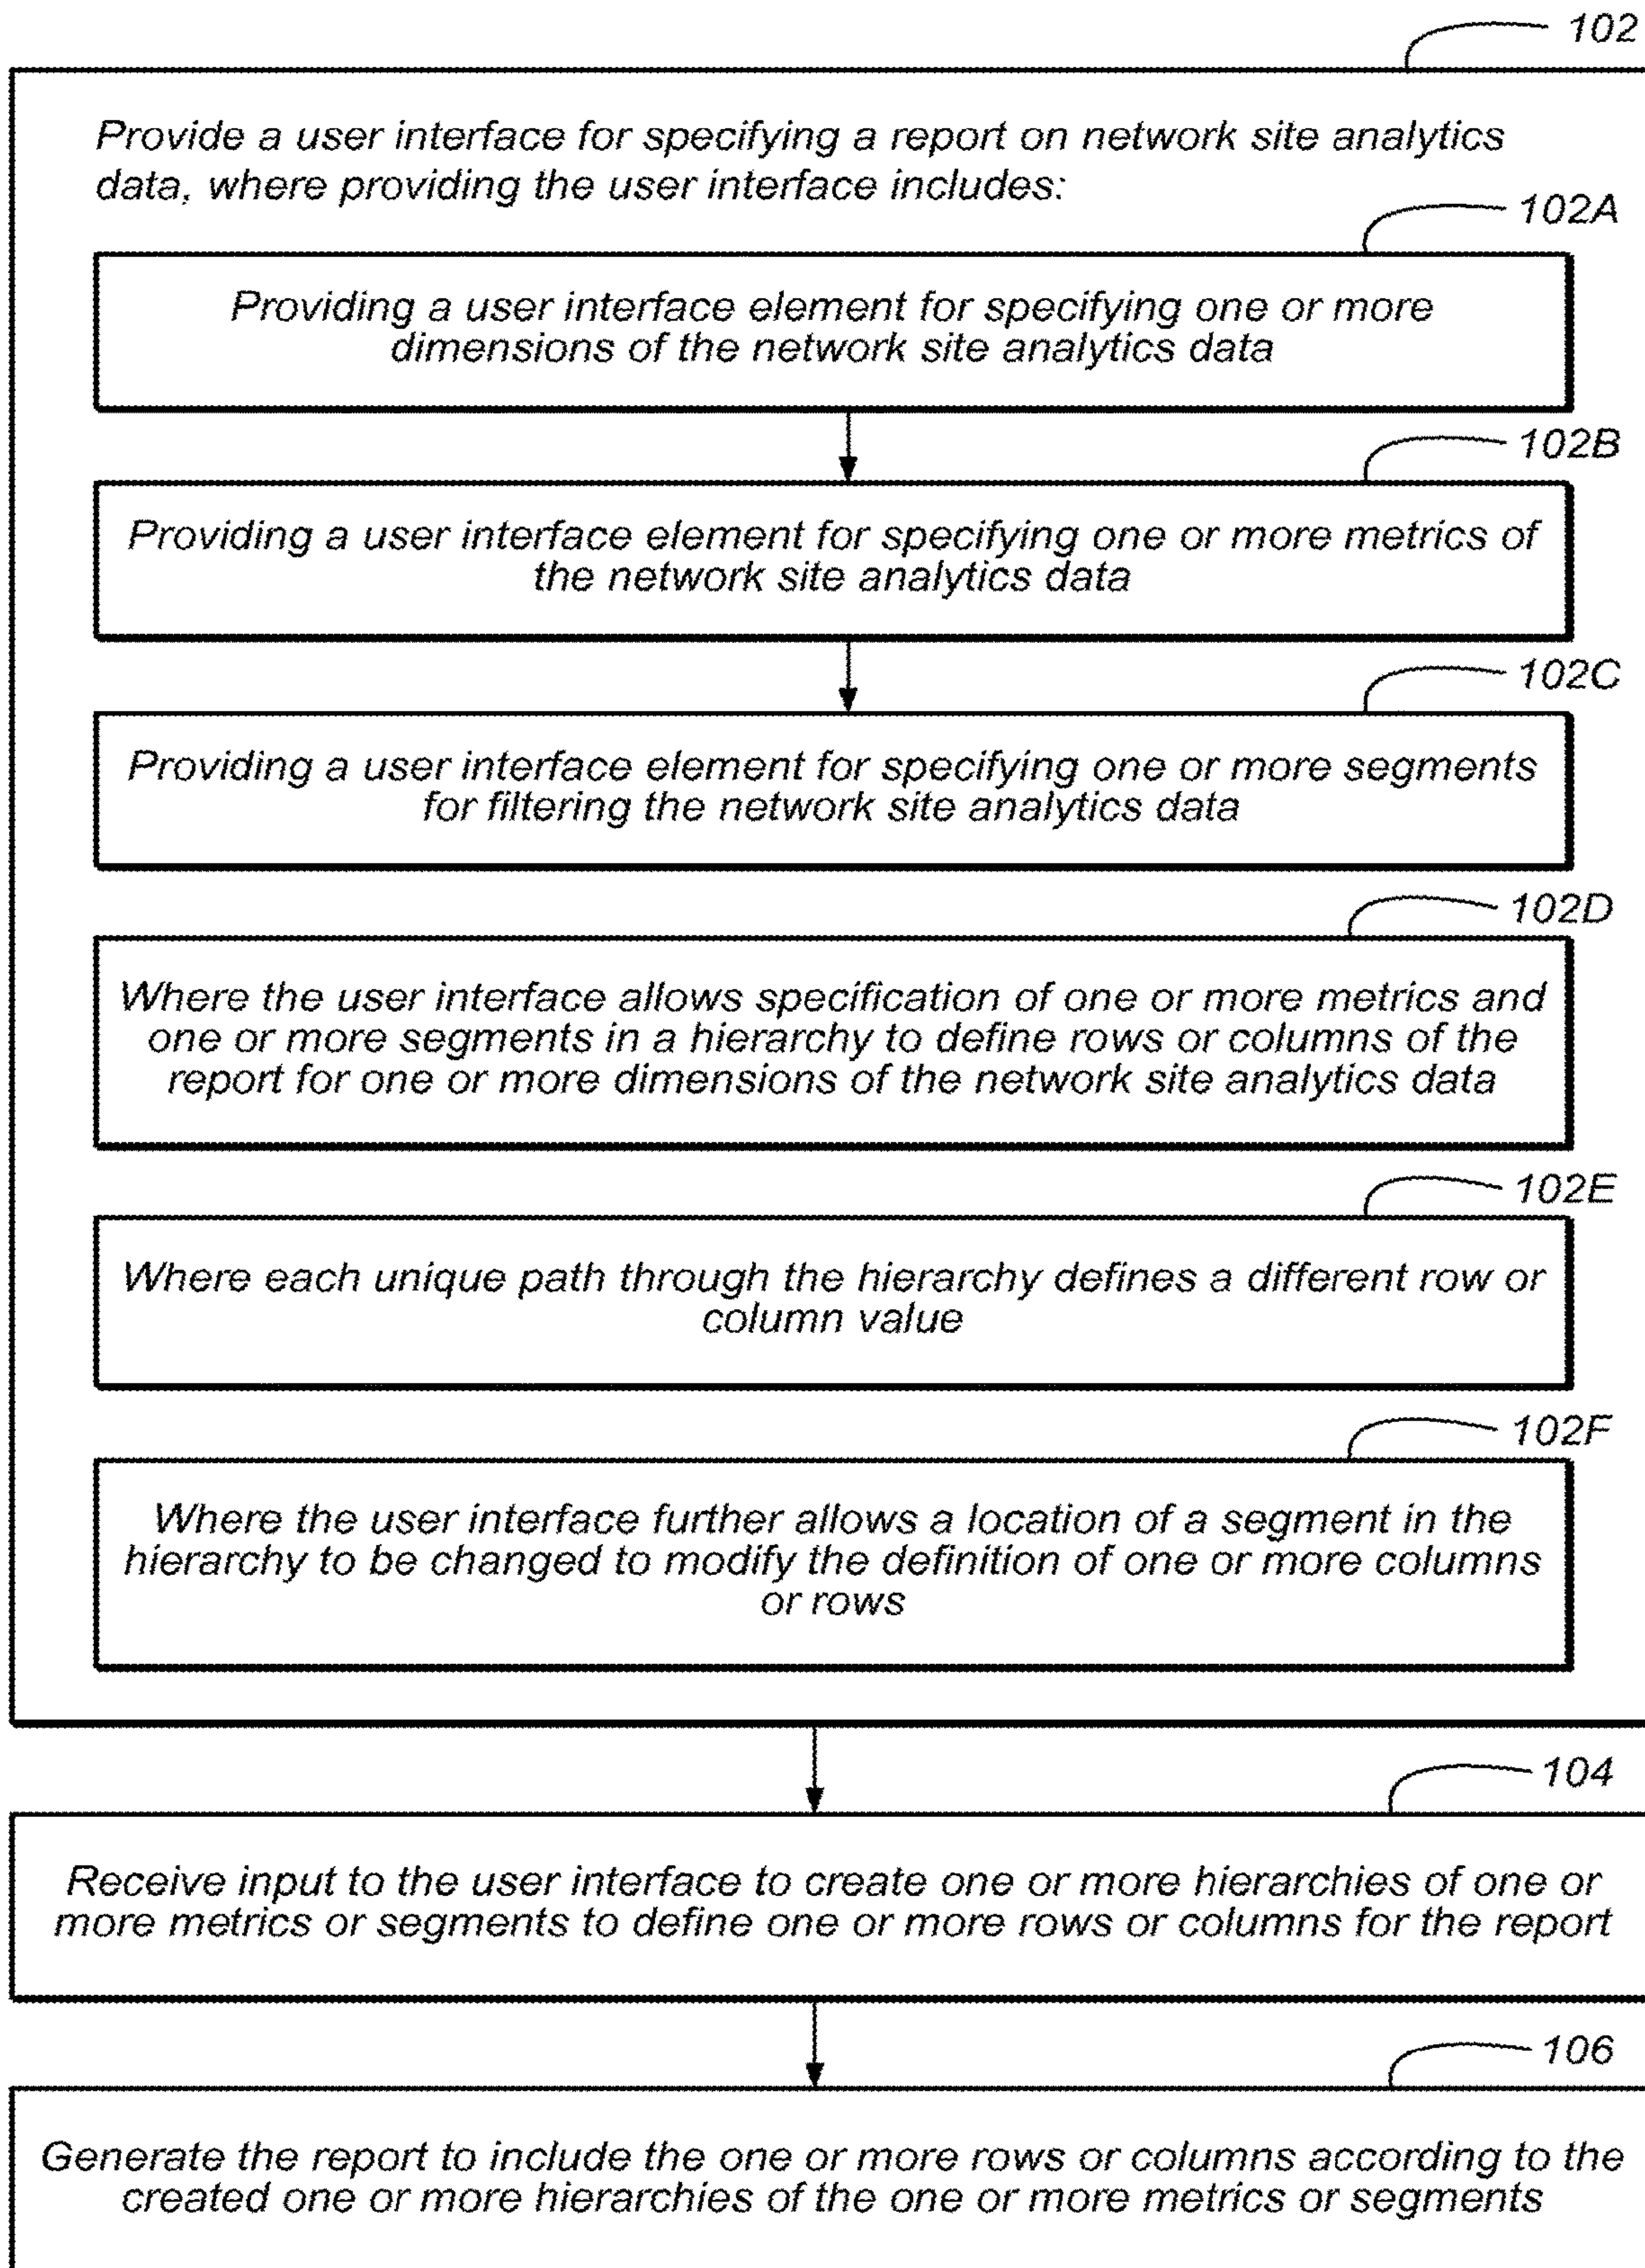 102
Provide a user interface for specifying a report on network site analytics
data, where providing the user interface includes:
102A
Providing a user interface element for specifying one or more
dimensions of the network site analytics data
102B
Providing a user interface element for specifying one or more metrics of
the network site analytics data
102C
Providing a user interface element for specifying one or more segments
for filtering the network site analytics data
102D
Where the user interface allows specification of one or more metrics and
one or more segments in a hierarchy to define rows or columns of the
report for one or more dimensions of the network site analytics data
102E
Where each unique path through the hierarchy defines a different row or
column value
102F
Where the user interface further allows a location of a segment in the
hierarchy to be changed to modify the definition of one or more columns
or rows
104
Receive input to the user interface to create one or more hierarchies of one or
more metrics or segments to define one or more rows or columns for the report
106
Generate the report to include the one or more rows or columns according to the
created one or more hierarchies of the one or more metrics or segments